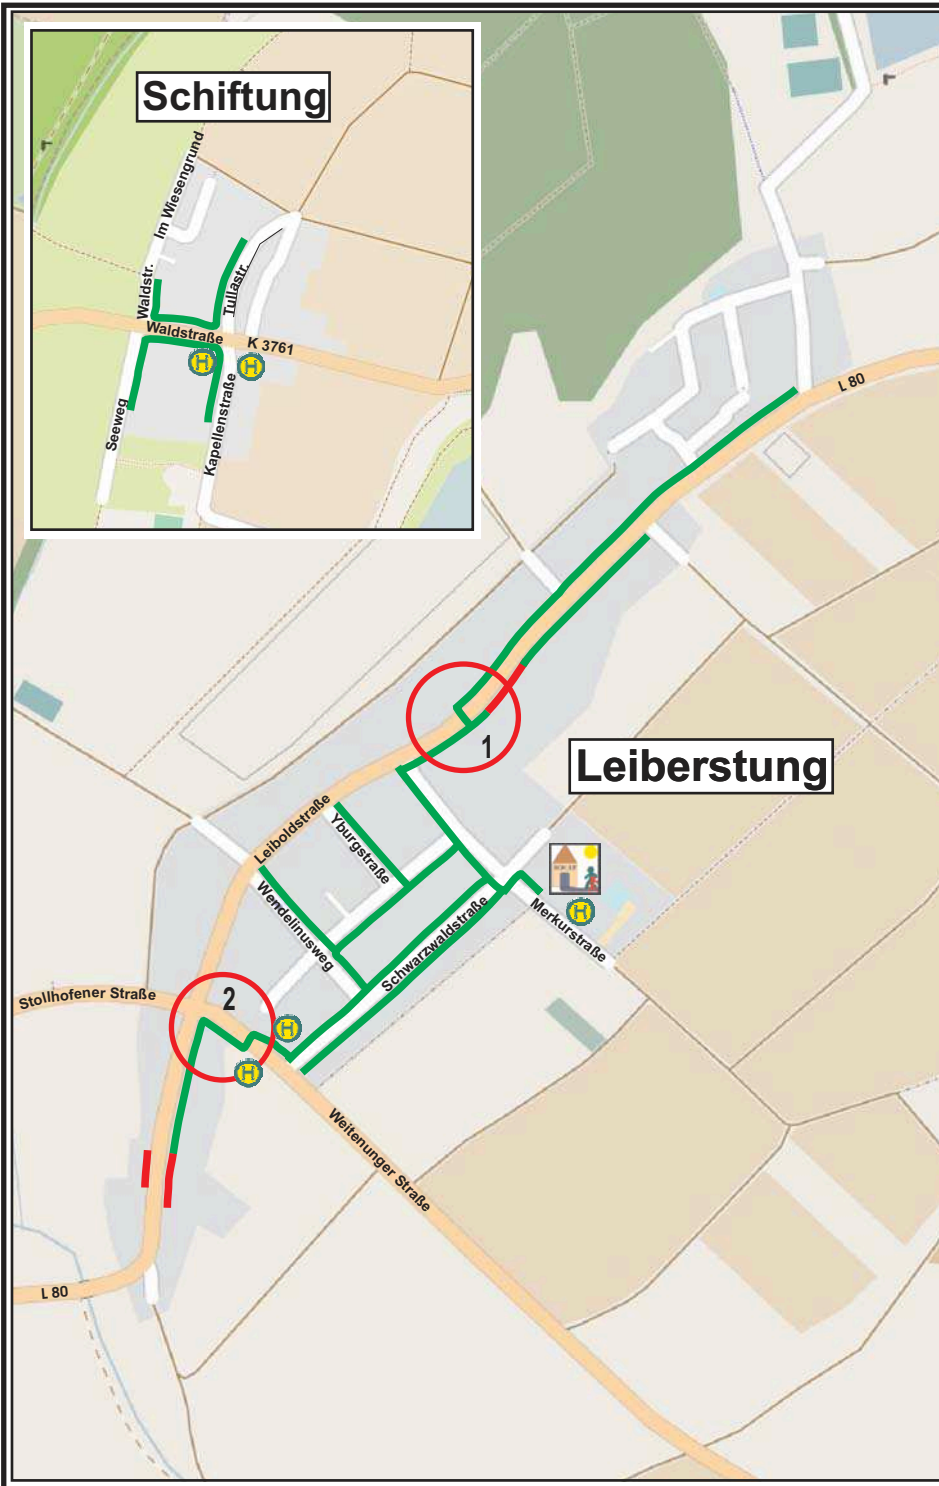 Schiftung
Im Wiesengrund
Waldstr.
Tullastr.
Waldstraße
K 3761
H
H
Seeweg
Kapellenstraße
L 80
1
Leiberstung
Leiboldstraße
Yburgstraße
Wendelinusweg
Schwarzwaldstraße
Merkurstraße
H
Stollhofener Straße
2
H
H
Weitenunger Straße
L 80